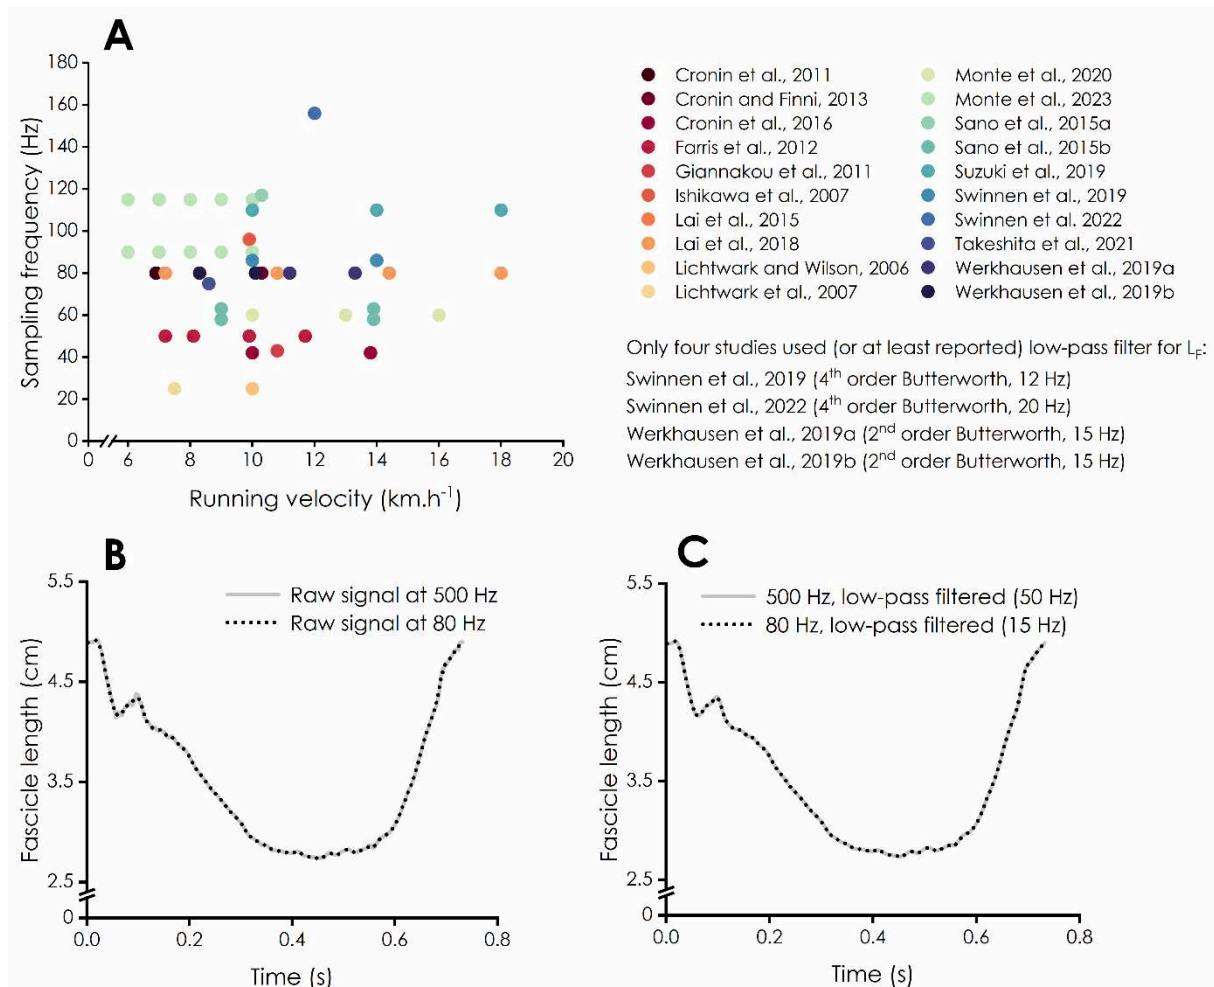 A
180
160
140
120
100
80
60
40
20
0
Sampling frequency (Hz)
0 6 8 10 12 14 16 18 20
Running velocity (km.h-1)
Cronin et al., 2011
Cronin and Finni, 2013
Cronin et al., 2016
Farris et al., 2012
Giannakou et al., 2011
Ishikawa et al., 2007
Lai et al., 2015
Lai et al., 2018
Lichtwark and Wilson, 2006
Lichtwark et al., 2007
Monte et al., 2020
Monte et al., 2023
Sano et al., 2015a
Sano et al., 2015b
Suzuki et al., 2019
Swinnen et al., 2019
Swinnen et al. 2022
Takeshita et al., 2021
Werkhausen et al., 2019a
Werkhausen et al., 2019b
Only four studies used (or at least reported) low-pass filter for LF:
Swinnen et al., 2019 (4th order Butterworth, 12 Hz)
Swinnen et al., 2022 (4th order Butterworth, 20 Hz)
Werkhausen et al., 2019a (2nd order Butterworth, 15 Hz)
Werkhausen et al., 2019b (2nd order Butterworth, 15 Hz)
B
5.5
4.5
3.5
2.5
0
Fascicle length (cm)
Raw signal at 500 Hz
Raw signal at 80 Hz
0.0 0.2 0.4 0.6 0.8
Time (s)
C
5.5
4.5
3.5
2.5
0
Fascicle length (cm)
500 Hz, low-pass filtered (50 Hz)
80 Hz, low-pass filtered (15 Hz)
0.0 0.2 0.4 0.6 0.8
Time (s)